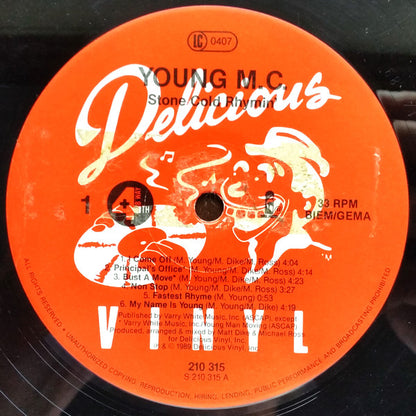 LC 0407
YOUNG M.C.
Stone Cold Rhymin'
Delicious
1
33 RPM
BIEM/GEMA
1. I Come Off (M. Young/M. Dike/M. Ross) 4:04
2. Principal's Office* (M. Young/M. Dike/M. Ross) 4:14
3. Bust A Move* (M. Young/M. Dike/M. Ross) 4:23
4. Non Stop (M. Young/M. Dike/M. Ross) 3:27
5. Fastest Rhyme (M. Young) 0:53
6. My Name Is Young (M. Young/M. Dike) 4:19
VINYL
Published by Varry White Music, Inc. (ASCAP), except
*Varry White Music, Inc./Young Man Moving (ASCAP)
Produced, arranged & mixed by Matt Dike & Michael Ross
for Delicious Vinyl, Inc.
℗ & © 1989 Delicious Vinyl, Inc.
210 315
S 210 315 A
UNAUTHORIZED COPYING, REPRODUCTION, HIRING, LENDING, PUBLIC PERFORMANCE AND BROADCASTING PROHIBITED